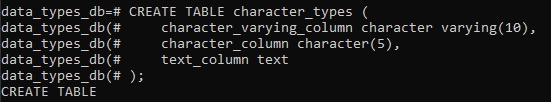 data_types_db=# CREATE TABLE character_types (
data_types_db(#     character_varying_column character varying(10),
data_types_db(#     character_column character(5),
data_types_db(#     text_column text
data_types_db(# );
CREATE TABLE